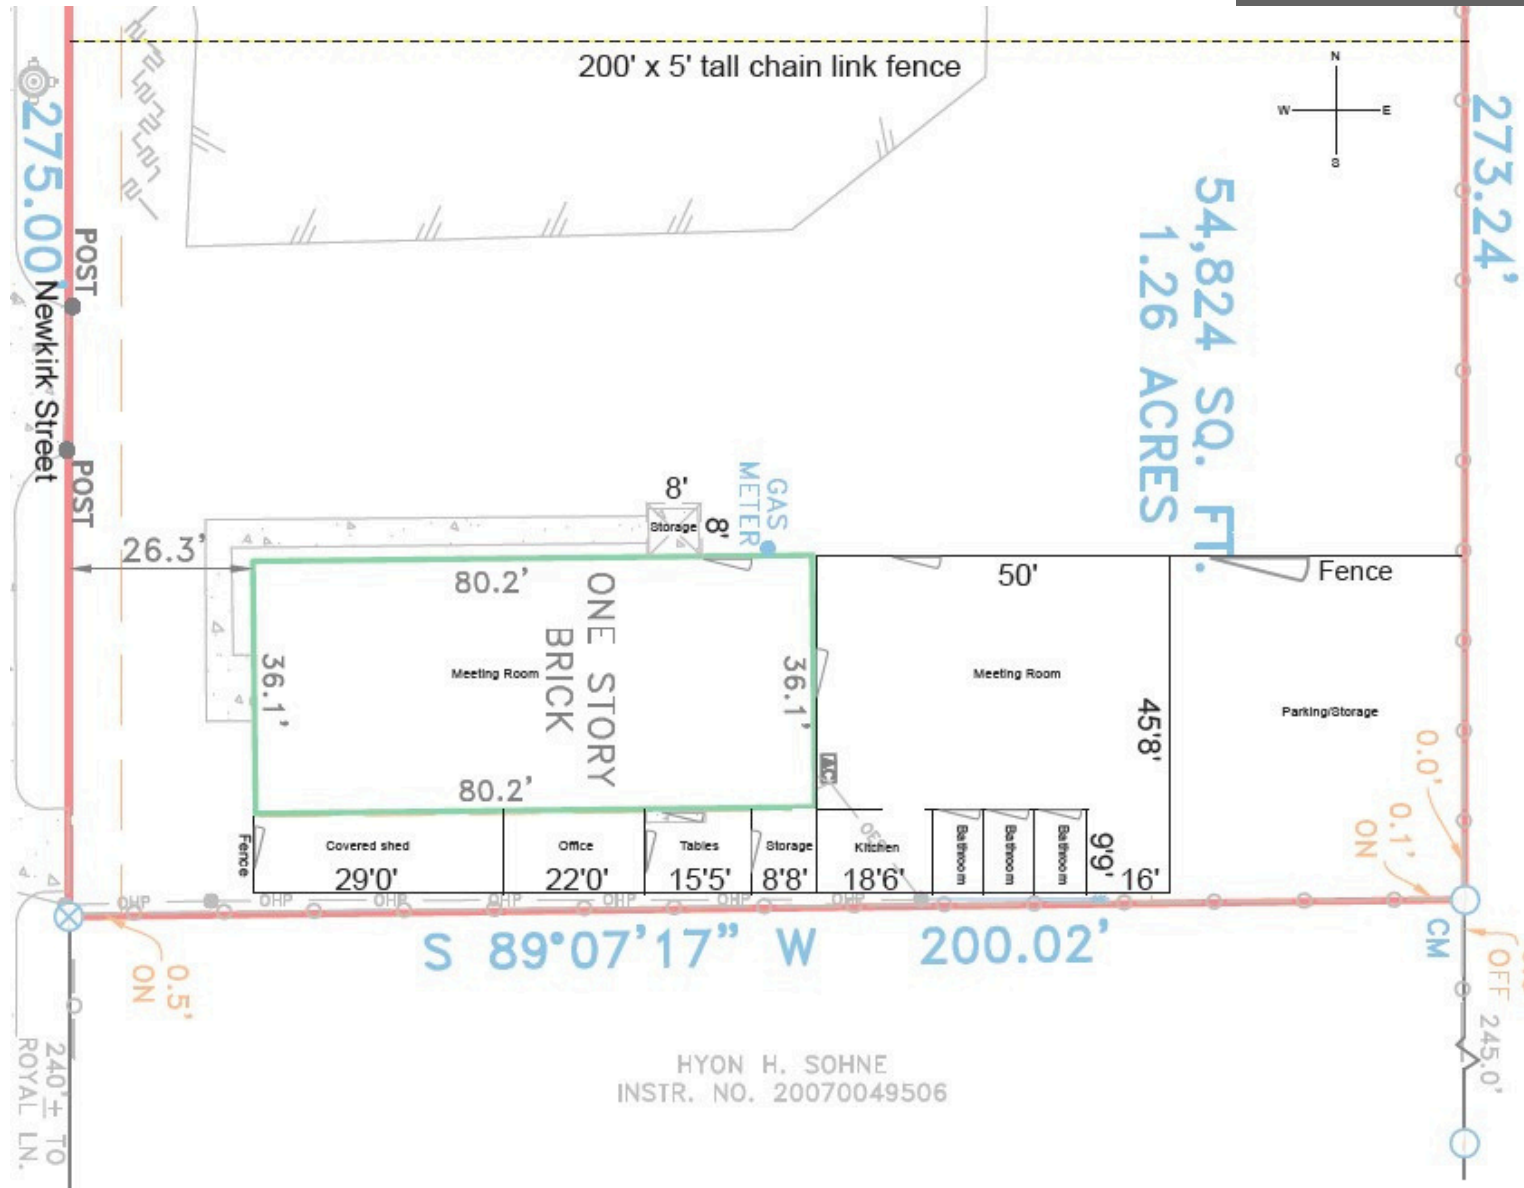 200' x 5' tall chain link fence
N
W
E
S
275.00'
273.24'
54,824 SQ. FT.
1.26 ACRES
POST
Newkirk Street
POST
GAS
METER
8'
Storage
8'
26.3'
80.2'
50'
Fence
ONE STORY
BRICK
36.1'
Meeting Room
36.1'
Meeting Room
45'8'
Parking/Storage
0.0'
80.2'
AC
0.1'
ON
Fence
Covered shed
Office
Tables
Storage
Kitchen
Bathroom
Bathroom
Bathroom
9'9'
29'0'
22'0'
15'5'
8'8'
18'6'
16'
OHP
OHP
OHP
OHP
OHP
OHP
S 89°07'17" W 200.02'
CM
0.5'
ON
OFF
245.0'
240'± TO
ROYAL LN.
HYON H. SOHNE
INSTR. NO. 20070049506